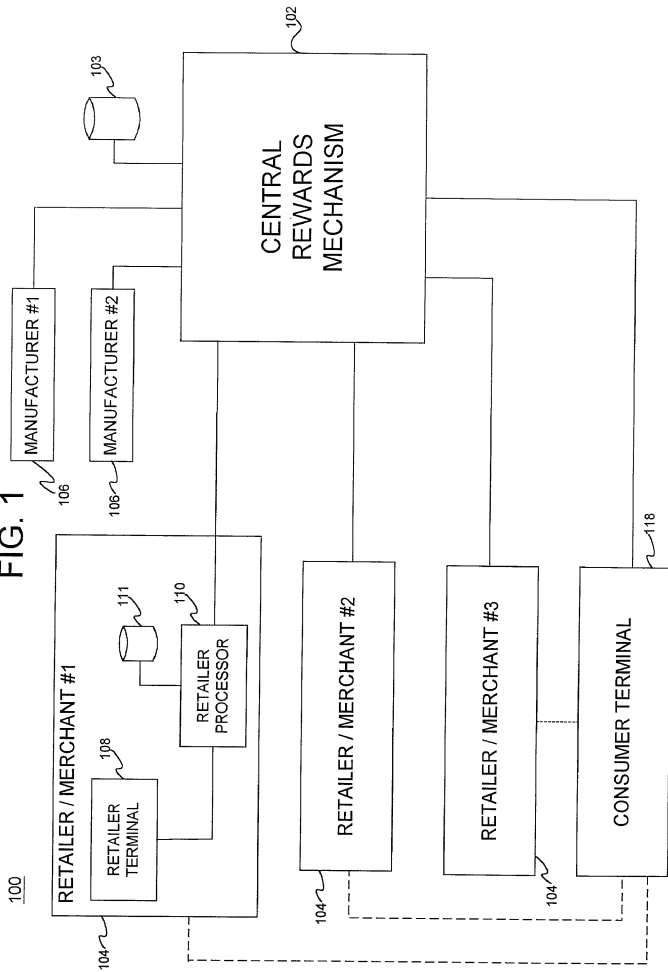 FIG. 1
100
RETAILER / MERCHANT #1
104
RETAILER
TERMINAL
108
RETAILER
PROCESSOR
110
111
MANUFACTURER #1
106
MANUFACTURER #2
106
103
CENTRAL
REWARDS
MECHANISM
102
RETAILER / MERCHANT #2
104
RETAILER / MERCHANT #3
104
CONSUMER TERMINAL
118